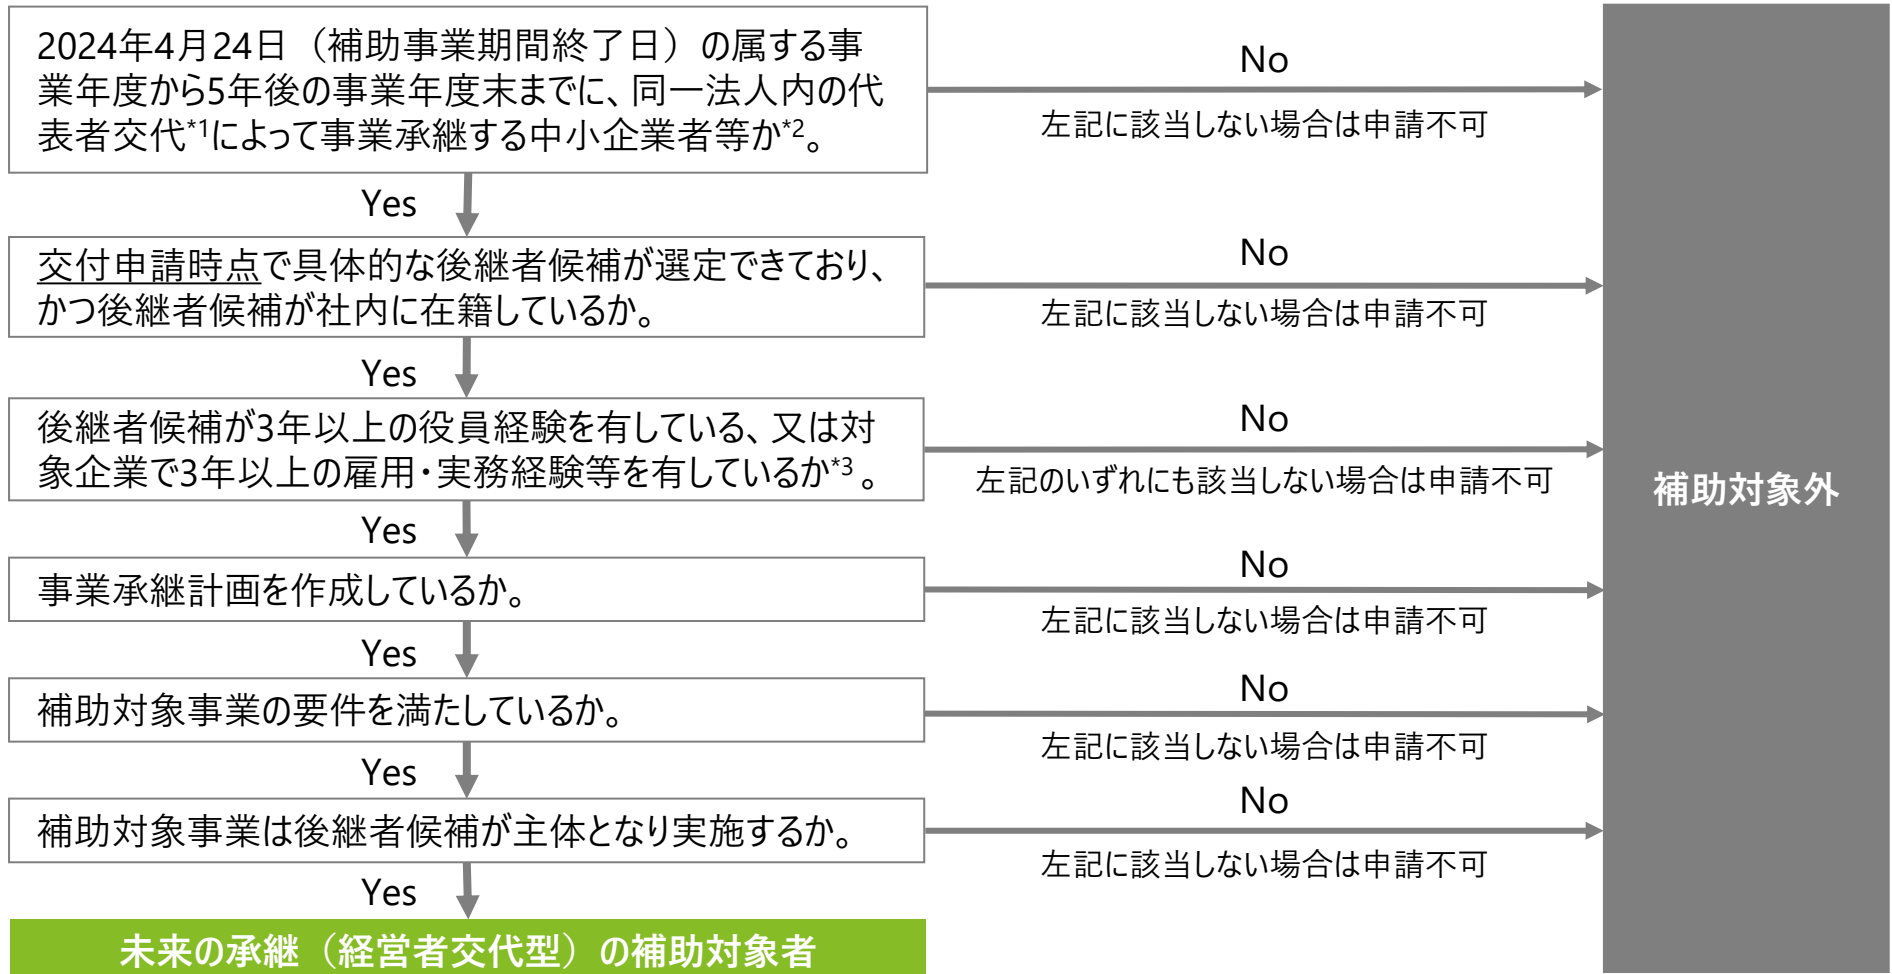 2024年4月24日（補助事業期間終了日）の属する事
業年度から5年後の事業年度末までに、同一法人内の代
表者交代*1によって事業承継する中小企業者等か*2。
No
左記に該当しない場合は申請不可
Yes
交付申請時点で具体的な後継者候補が選定できており、
かつ後継者候補が社内に在籍しているか。
No
左記に該当しない場合は申請不可
Yes
後継者候補が3年以上の役員経験を有している、又は対
象企業で3年以上の雇用・実務経験等を有しているか*3 。
No
左記のいずれにも該当しない場合は申請不可
補助対象外
Yes
事業承継計画を作成しているか。
No
左記に該当しない場合は申請不可
Yes
補助対象事業の要件を満たしているか。
No
左記に該当しない場合は申請不可
Yes
補助対象事業は後継者候補が主体となり実施するか。
No
左記に該当しない場合は申請不可
Yes
未来の承継（経営者交代型）の補助対象者